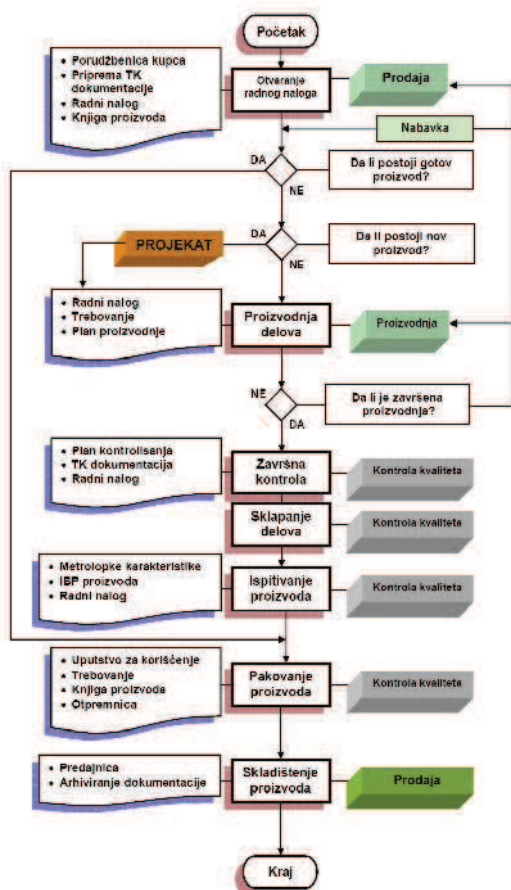 Početak
• Porudžbenica kupca
• Priprema TK
dokumentacije
• Radni nalog
• Knjiga proizvoda
Otvaranje
radnog naloga
Prodaja
Nabavka
DA
NE
Da li postoji gotov
proizvod?
PROJEKAT
DA
NE
Da li postoji nov
proizvod?
• Radni nalog
• Trebovanje
• Plan proizvodnje
Proizvodnja
delova
Proizvodnja
NE
DA
Da li je završena
proizvodnja?
• Plan kontrolisanja
• TK dokumentacija
• Radni nalog
Završna
kontrola
Kontrola kvaliteta
Sklapanje
delova
Kontrola kvaliteta
• Metrolopke karakteristike
• IBP proizvoda
• Radni nalog
Ispitivanje
proizvoda
Kontrola kvaliteta
• Uputstvo za koriščenje
• Trebovanje
• Knjiga proizvoda
• Otpremnica
Pakovanje
proizvoda
Kontrola kvaliteta
• Predajnica
• Arhiviranje dokumentacije
Skladištenje
proizvoda
Prodaja
Kraj